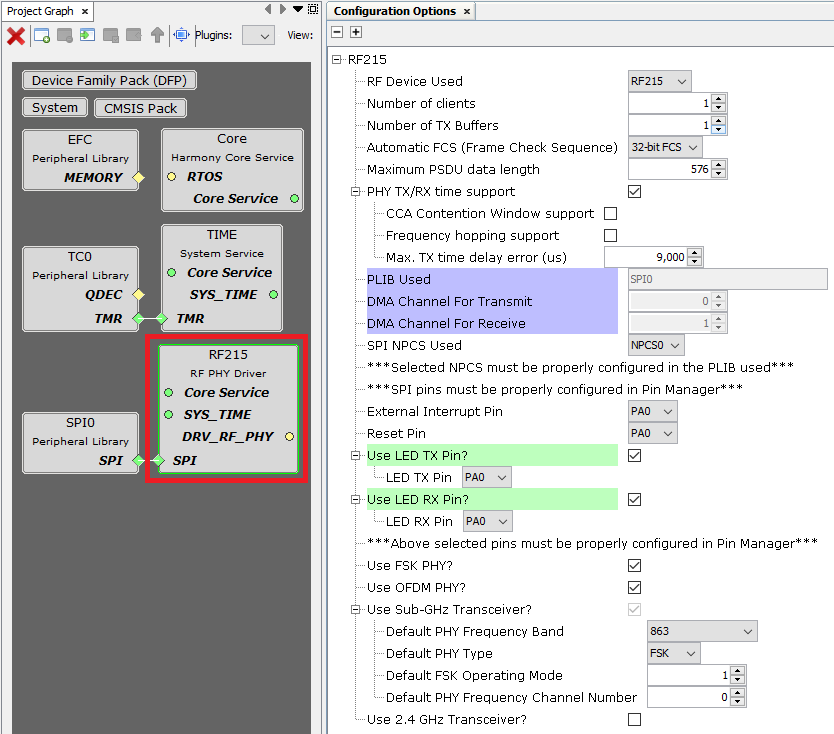 Project Graph ×
Plugins:
View:
Device Family Pack (DFP)
System
CMSIS Pack
EFC
Peripheral Library
MEMORY
Core
Harmony Core Service
RTOS
Core Service
TC0
Peripheral Library
QDEC
TMR
TIME
System Service
Core Service
SYS_TIME
TMR
RF215
RF PHY Driver
Core Service
SYS_TIME
DRV_RF_PHY
SPI
SPI0
Peripheral Library
SPI
Configuration Options ×
RF215
RF Device Used RF215
Number of clients 1
Number of TX Buffers 1
Automatic FCS (Frame Check Sequence) 32-bit FCS
Maximum PSDU data length 576
PHY TX/RX time support
CCA Contention Window support
Frequency hopping support
Max. TX time delay error (us) 9,000
PLIB Used SPI0
DMA Channel For Transmit 0
DMA Channel For Receive 1
SPI NPCS Used NPCS0
***Selected NPCS must be properly configured in the PLIB used***
***SPI pins must be properly configured in Pin Manager***
External Interrupt Pin PA0
Reset Pin PA0
Use LED TX Pin?
LED TX Pin PA0
Use LED RX Pin?
LED RX Pin PA0
***Above selected pins must be properly configured in Pin Manager***
Use FSK PHY?
Use OFDM PHY?
Use Sub-GHz Transceiver?
Default PHY Frequency Band 863
Default PHY Type FSK
Default FSK Operating Mode 1
Default PHY Frequency Channel Number 0
Use 2.4 GHz Transceiver?